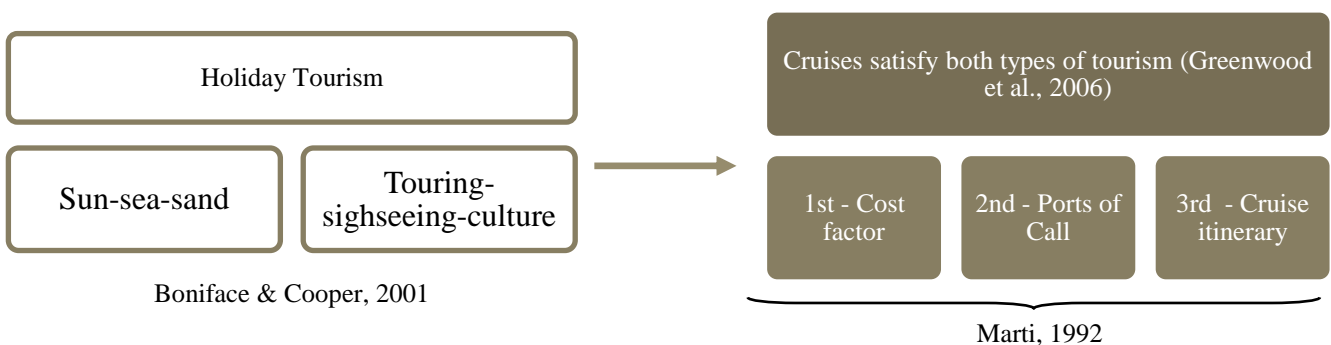 Holiday Tourism
Sun-sea-sand
Touring-
sighseeing-culture
Boniface & Cooper, 2001
Cruises satisfy both types of tourism (Greenwood
et al., 2006)
1st - Cost
factor
2nd - Ports of
Call
3rd - Cruise
itinerary
Marti, 1992